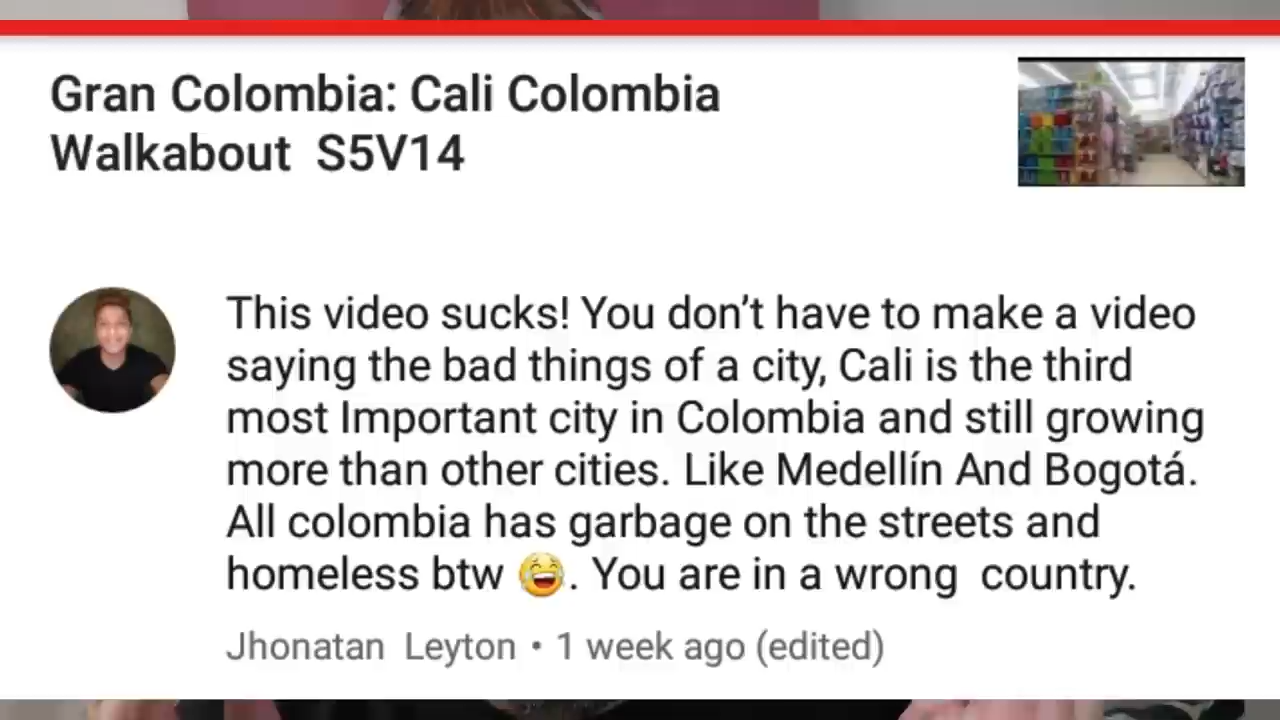 Gran Colombia: Cali Colombia
Walkabout S5V14
This video sucks! You don’t have to make a video
saying the bad things of a city, Cali is the third
most Important city in Colombia and still growing
more than other cities. Like Medellín And Bogotá.
All colombia has garbage on the streets and
homeless btw 😂. You are in a wrong country.
Jhonatan Leyton • 1 week ago (edited)